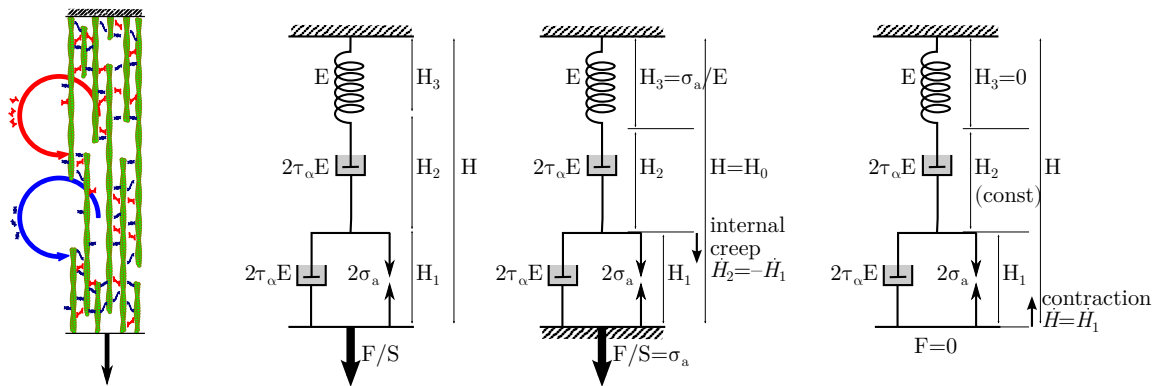 E
H₃
2τ_αE
H₂
H
2τ_αE
2σ_a
H₁
F/S
E
H₃=σ_a/E
2τ_αE
H₂
H=H₀
internal
creep
Ḣ₂=–Ḣ₁
2τ_αE
2σ_a
H₁
F/S=σ_a
E
H₃=0
2τ_αE
H₂
(const)
H
2τ_αE
2σ_a
H₁
contraction
Ḣ=Ḣ₁
F=0